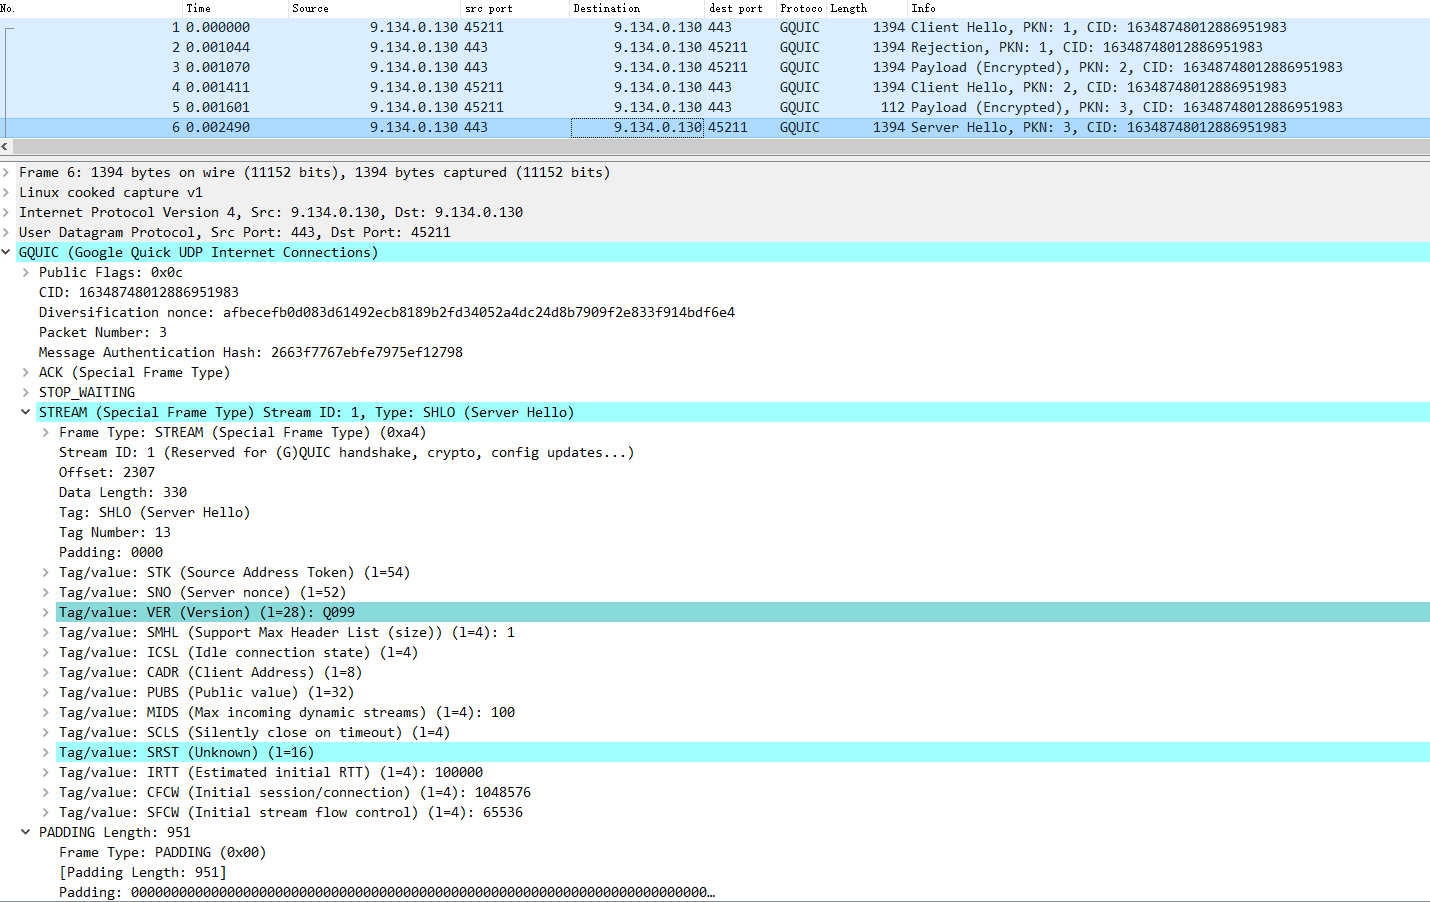 No. Time Source src port Destination dest port Protoco Length Info
1 0.000000 9.134.0.130 45211 9.134.0.130 443 GQUIC 1394 Client Hello, PKN: 1, CID: 16348748012886951983
2 0.001044 9.134.0.130 443 9.134.0.130 45211 GQUIC 1394 Rejection, PKN: 1, CID: 16348748012886951983
3 0.001070 9.134.0.130 443 9.134.0.130 45211 GQUIC 1394 Payload (Encrypted), PKN: 2, CID: 16348748012886951983
4 0.001411 9.134.0.130 45211 9.134.0.130 443 GQUIC 1394 Client Hello, PKN: 2, CID: 16348748012886951983
5 0.001601 9.134.0.130 45211 9.134.0.130 443 GQUIC 112 Payload (Encrypted), PKN: 3, CID: 16348748012886951983
6 0.002490 9.134.0.130 443 9.134.0.130 45211 GQUIC 1394 Server Hello, PKN: 3, CID: 16348748012886951983
Frame 6: 1394 bytes on wire (11152 bits), 1394 bytes captured (11152 bits)
Linux cooked capture v1
Internet Protocol Version 4, Src: 9.134.0.130, Dst: 9.134.0.130
User Datagram Protocol, Src Port: 443, Dst Port: 45211
GQUIC (Google Quick UDP Internet Connections)
Public Flags: 0x0c
CID: 16348748012886951983
Diversification nonce: afbecefb0d083d61492ecb8189b2fd34052a4dc24d8b7909f2e833f914bdf6e4
Packet Number: 3
Message Authentication Hash: 2663f7767ebfe7975ef12798
ACK (Special Frame Type)
STOP_WAITING
STREAM (Special Frame Type) Stream ID: 1, Type: SHLO (Server Hello)
Frame Type: STREAM (Special Frame Type) (0xa4)
Stream ID: 1 (Reserved for (G)QUIC handshake, crypto, config updates...)
Offset: 2307
Data Length: 330
Tag: SHLO (Server Hello)
Tag Number: 13
Padding: 0000
Tag/value: STK (Source Address Token) (l=54)
Tag/value: SNO (Server nonce) (l=52)
Tag/value: VER (Version) (l=28): Q099
Tag/value: SMHL (Support Max Header List (size)) (l=4): 1
Tag/value: ICSL (Idle connection state) (l=4)
Tag/value: CADR (Client Address) (l=8)
Tag/value: PUBS (Public value) (l=32)
Tag/value: MIDS (Max incoming dynamic streams) (l=4): 100
Tag/value: SCLS (Silently close on timeout) (l=4)
Tag/value: SRST (Unknown) (l=16)
Tag/value: IRTT (Estimated initial RTT) (l=4): 100000
Tag/value: CFCW (Initial session/connection) (l=4): 1048576
Tag/value: SFCW (Initial stream flow control) (l=4): 65536
PADDING Length: 951
Frame Type: PADDING (0x00)
[Padding Length: 951]
Padding: 000000000000000000000000000000000000000000000000000000000000000000000000…